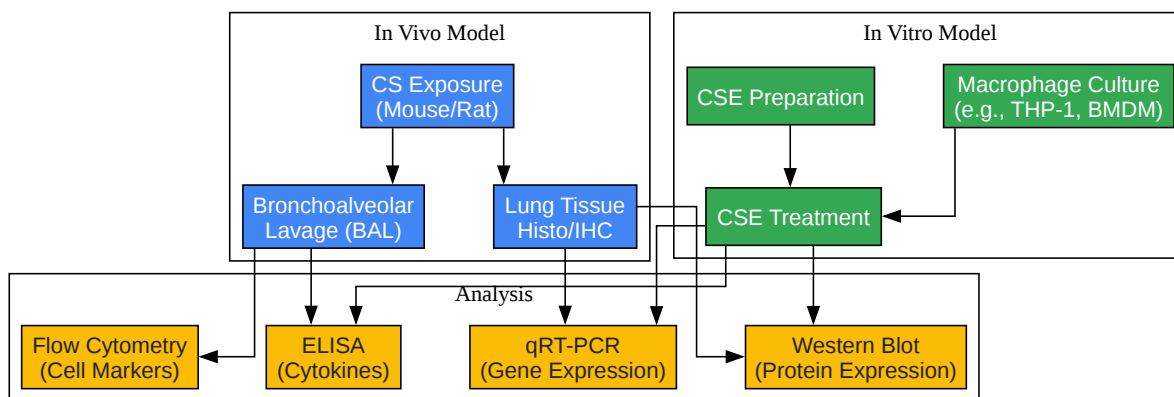 In Vivo Model
In Vitro Model
CS Exposure
(Mouse/Rat)
CSE Preparation
Macrophage Culture
(e.g., THP-1, BMDM)
Bronchoalveolar
Lavage (BAL)
Lung Tissue
Histo/IHC
CSE Treatment
Analysis
Flow Cytometry
(Cell Markers)
ELISA
(Cytokines)
qRT-PCR
(Gene Expression)
Western Blot
(Protein Expression)